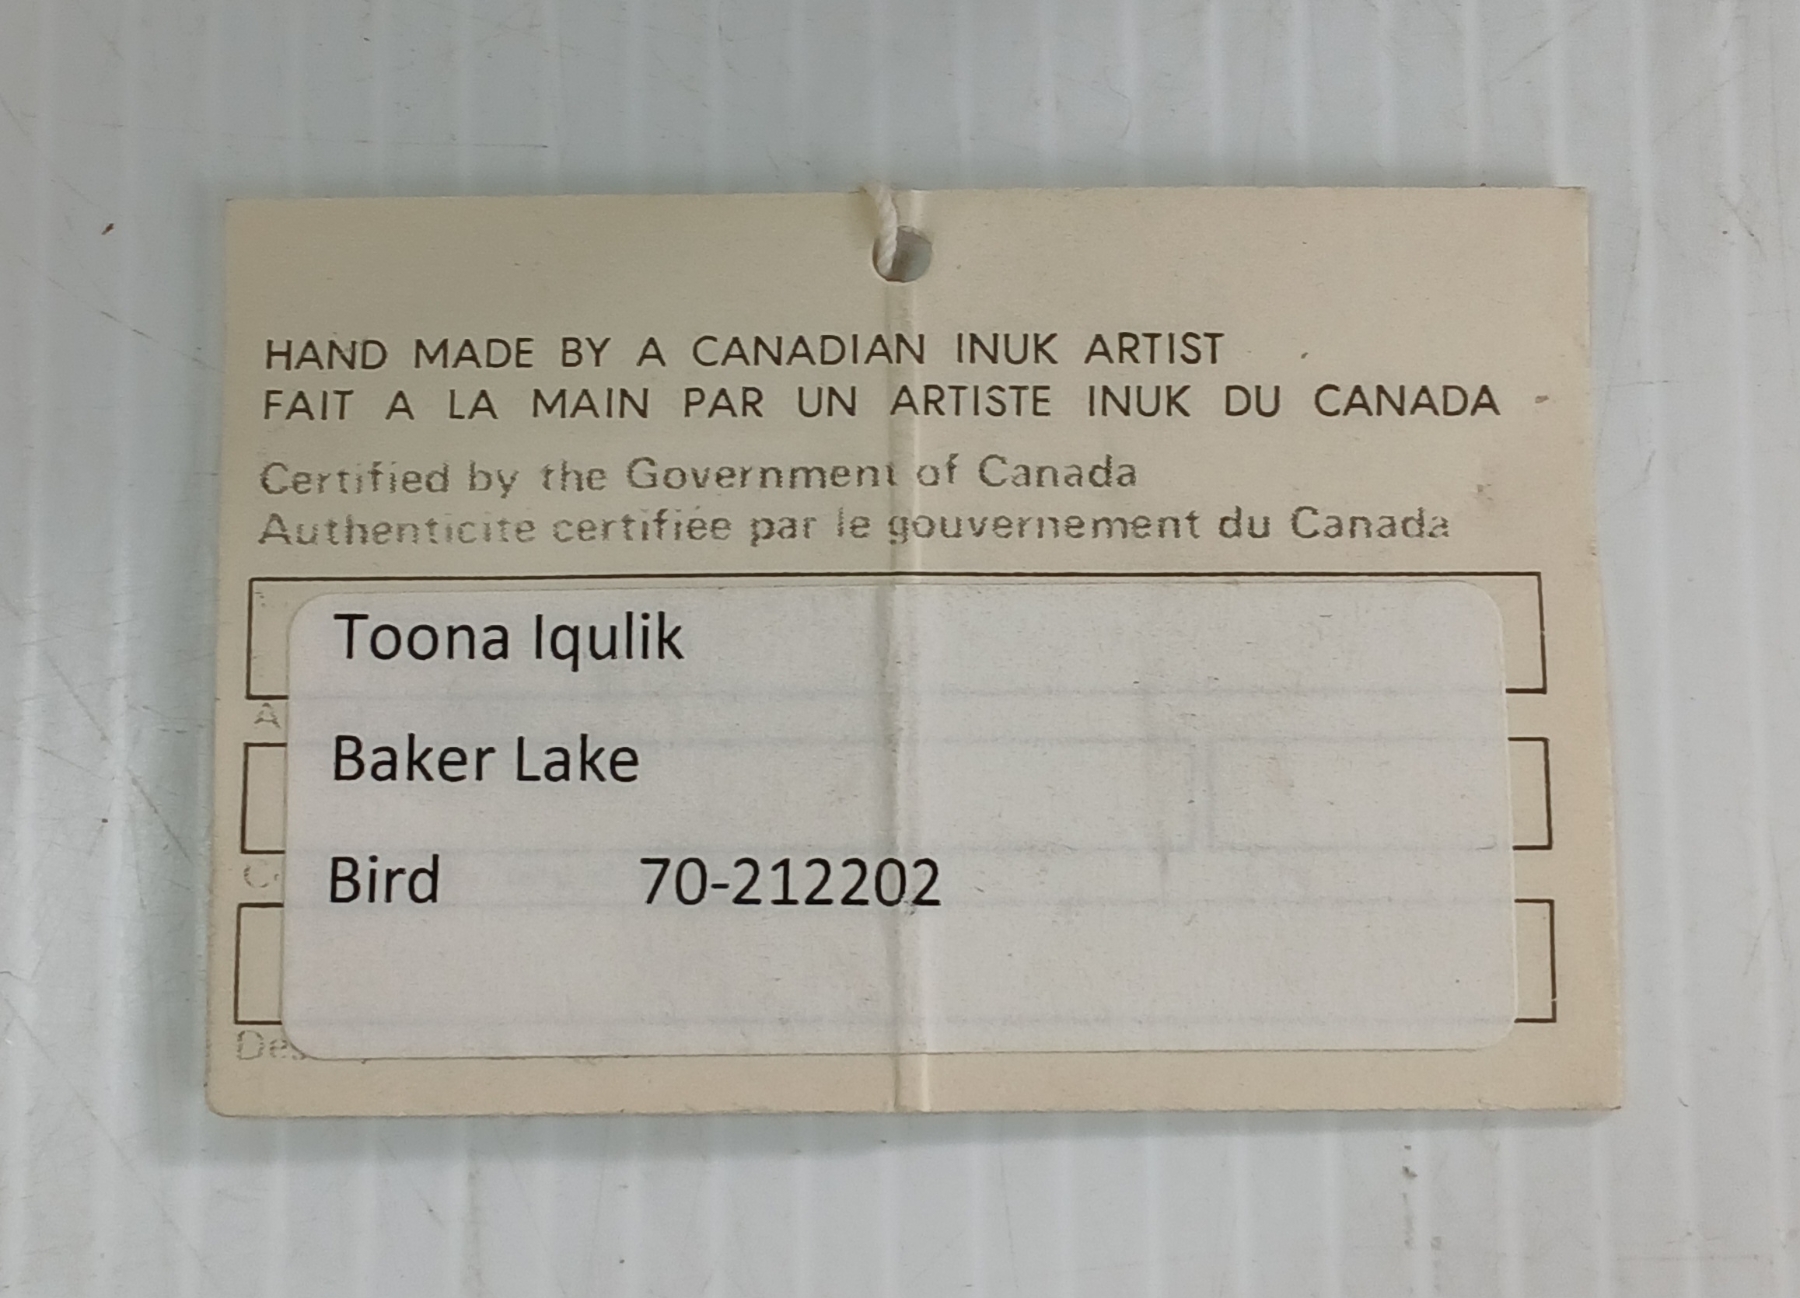 HAND MADE BY A CANADIAN INUK ARTIST
FAIT A LA MAIN PAR UN ARTISTE INUK DU CANADA
Certified by the Government of Canada
Authenticite certifiée par le gouvernement du Canada
Toona Iqulik
Baker Lake
Bird 70-212202